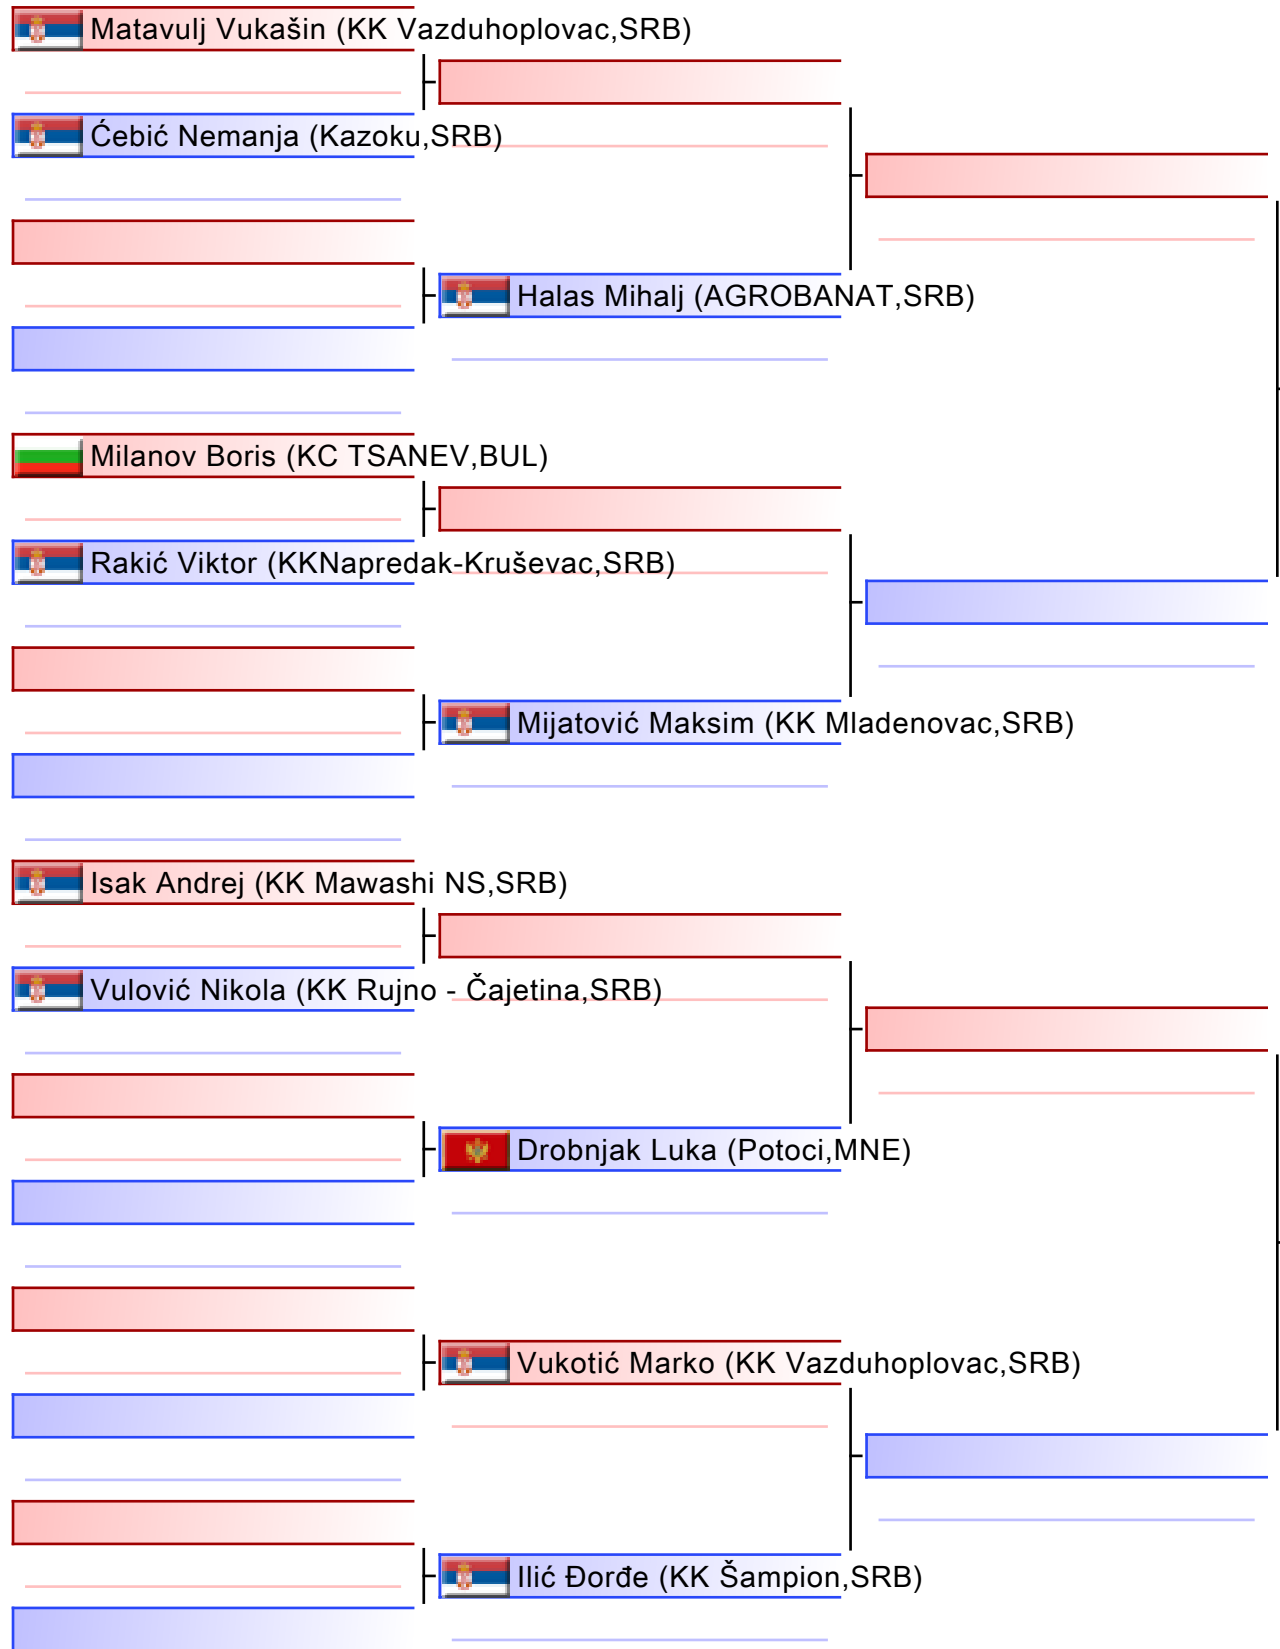 Matavulj Vukašin (KK Vazduhoplovac,SRB)
Ćebić Nemanja (Kazoku,SRB)
Halas Mihalj (AGROBANAT,SRB)
Milanov Boris (KC TSANEV,BUL)
Rakić Viktor (KKNapredak-Kruševac,SRB)
Mijatović Maksim (KK Mladenovac,SRB)
Isak Andrej (KK Mawashi NS,SRB)
Vulović Nikola (KK Rujno - Čajetina,SRB)
Drobnjak Luka (Potoci,MNE)
Vukotić Marko (KK Vazduhoplovac,SRB)
Ilić Đorđe (KK Šampion,SRB)